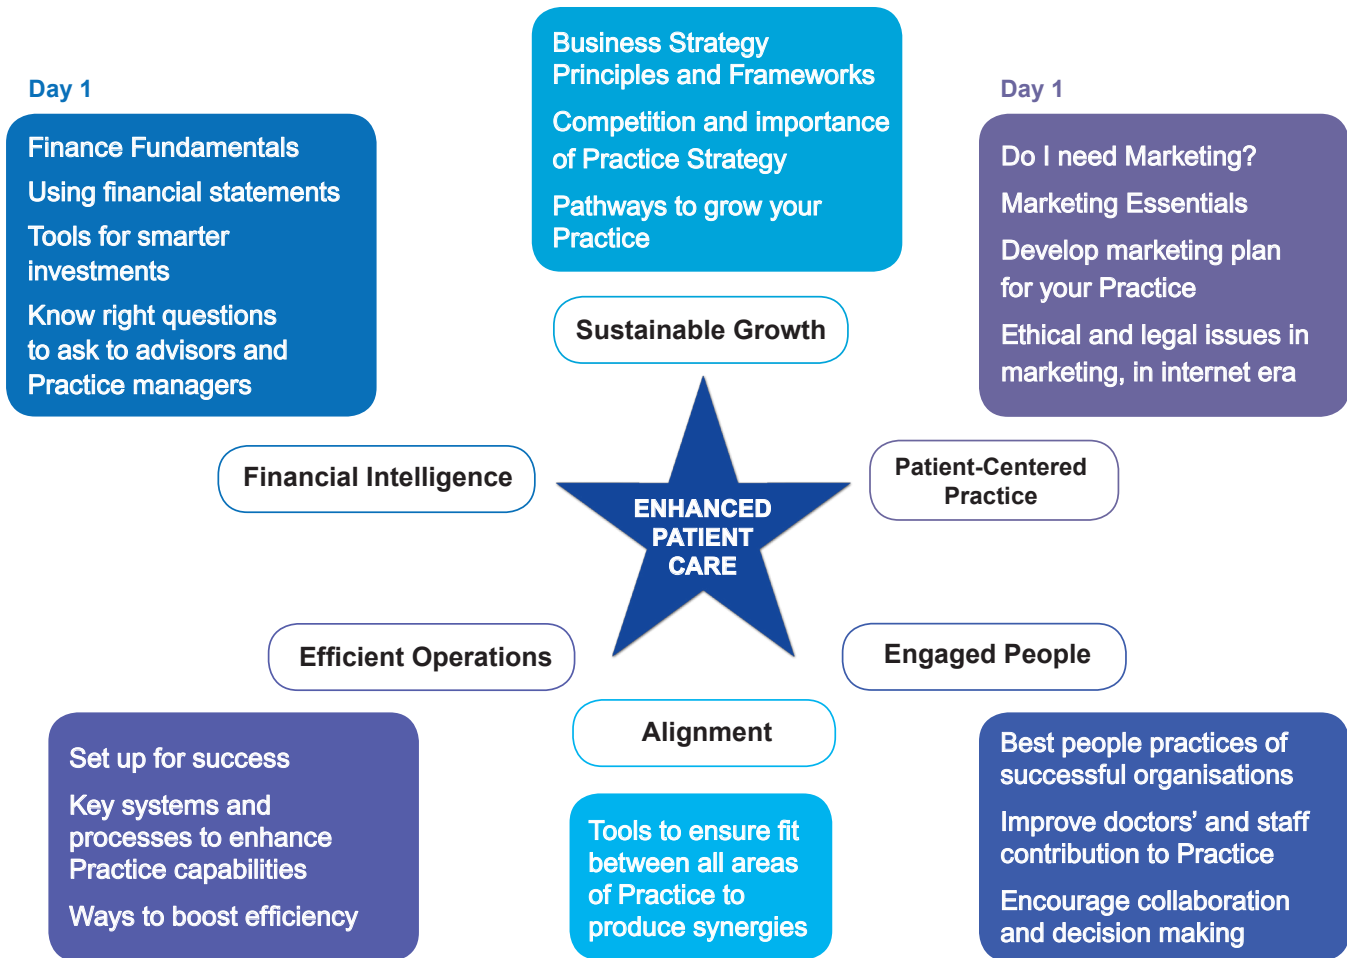 Day 1
Finance Fundamentals
Using financial statements
Tools for smarter
investments
Know right questions
to ask to advisors and
Practice managers
Business Strategy
Principles and Frameworks
Competition and importance
of Practice Strategy
Pathways to grow your
Practice
Day 1
Do I need Marketing?
Marketing Essentials
Develop marketing plan
for your Practice
Ethical and legal issues in
marketing, in internet era
Sustainable Growth
Financial Intelligence
Patient-Centered
Practice
ENHANCED
PATIENT
CARE
Efficient Operations
Engaged People
Alignment
Set up for success
Key systems and
processes to enhance
Practice capabilities
Ways to boost efficiency
Tools to ensure fit
between all areas
of Practice to
produce synergies
Best people practices of
successful organisations
Improve doctors’ and staff
contribution to Practice
Encourage collaboration
and decision making